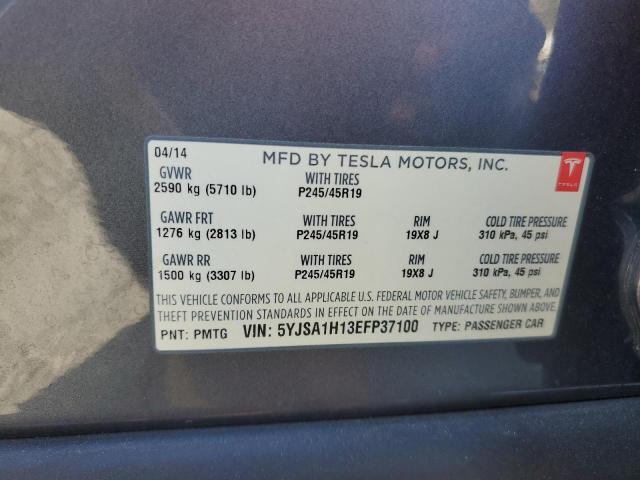 04/14 MFD BY TESLA MOTORS, INC.
GVWR WITH TIRES
2590 kg (5710 lb) P245/45R19
TESLA
GAWR FRT WITH TIRES RIM COLD TIRE PRESSURE
1276 kg (2813 lb) P245/45R19 19X8 J 310 kPa, 45 psi
GAWR RR WITH TIRES RIM COLD TIRE PRESSURE
1500 kg (3307 lb) P245/45R19 19X8 J 310 kPa, 45 psi
THIS VEHICLE CONFORMS TO ALL APPLICABLE U.S. FEDERAL MOTOR VEHICLE SAFETY, BUMPER, AND
THEFT PREVENTION STANDARDS IN EFFECT ON THE DATE OF MANUFACTURE SHOWN ABOVE.
PNT: PMTG VIN: 5YJSA1H13EFP37100 TYPE: PASSENGER CAR